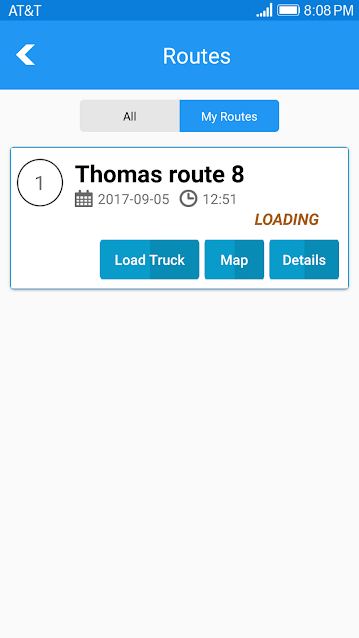 AT&T 8:08 PM
Routes
All My Routes
1 Thomas route 8
2017-09-05 12:51
LOADING
Load Truck Map Details